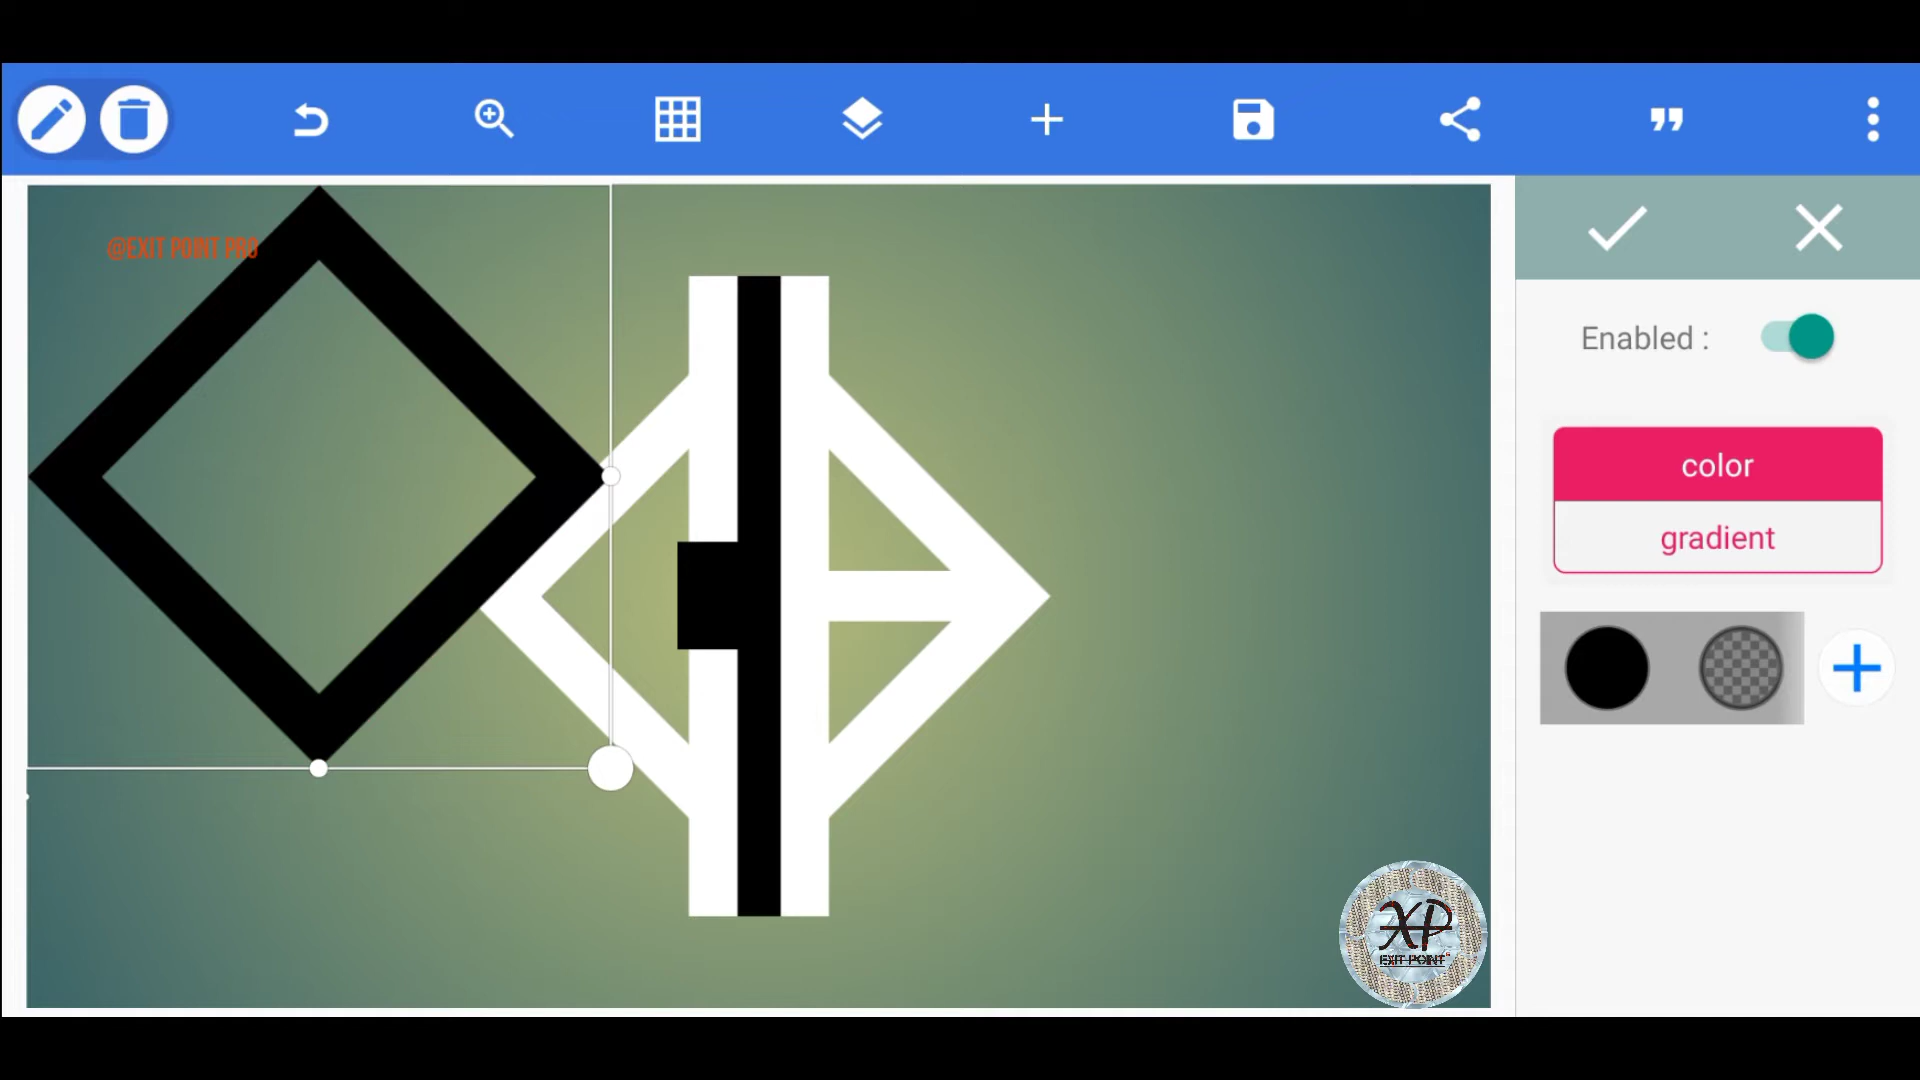 @EXIT POINT PRO
Enabled :
color
gradient
XP
EXIT POINT